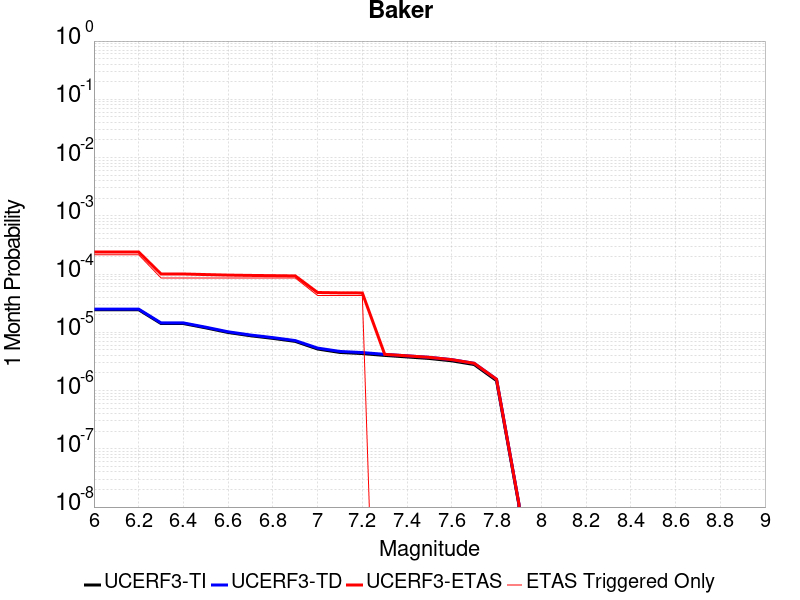 Baker
1 Month Probability
10^0
10^-1
10^-2
10^-3
10^-4
10^-5
10^-6
10^-7
10^-8
6 6.2 6.4 6.6 6.8 7 7.2 7.4 7.6 7.8 8 8.2 8.4 8.6 8.8 9
Magnitude
UCERF3-TI UCERF3-TD UCERF3-ETAS ETAS Triggered Only